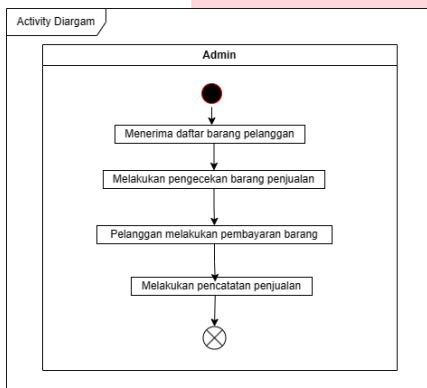 Activity Diargam
Admin
Menerima daftar barang pelanggan
Melakukan pengecekan barang penjualan
Pelanggan melakukan pembayaran barang
Melakukan pencatatan penjualan